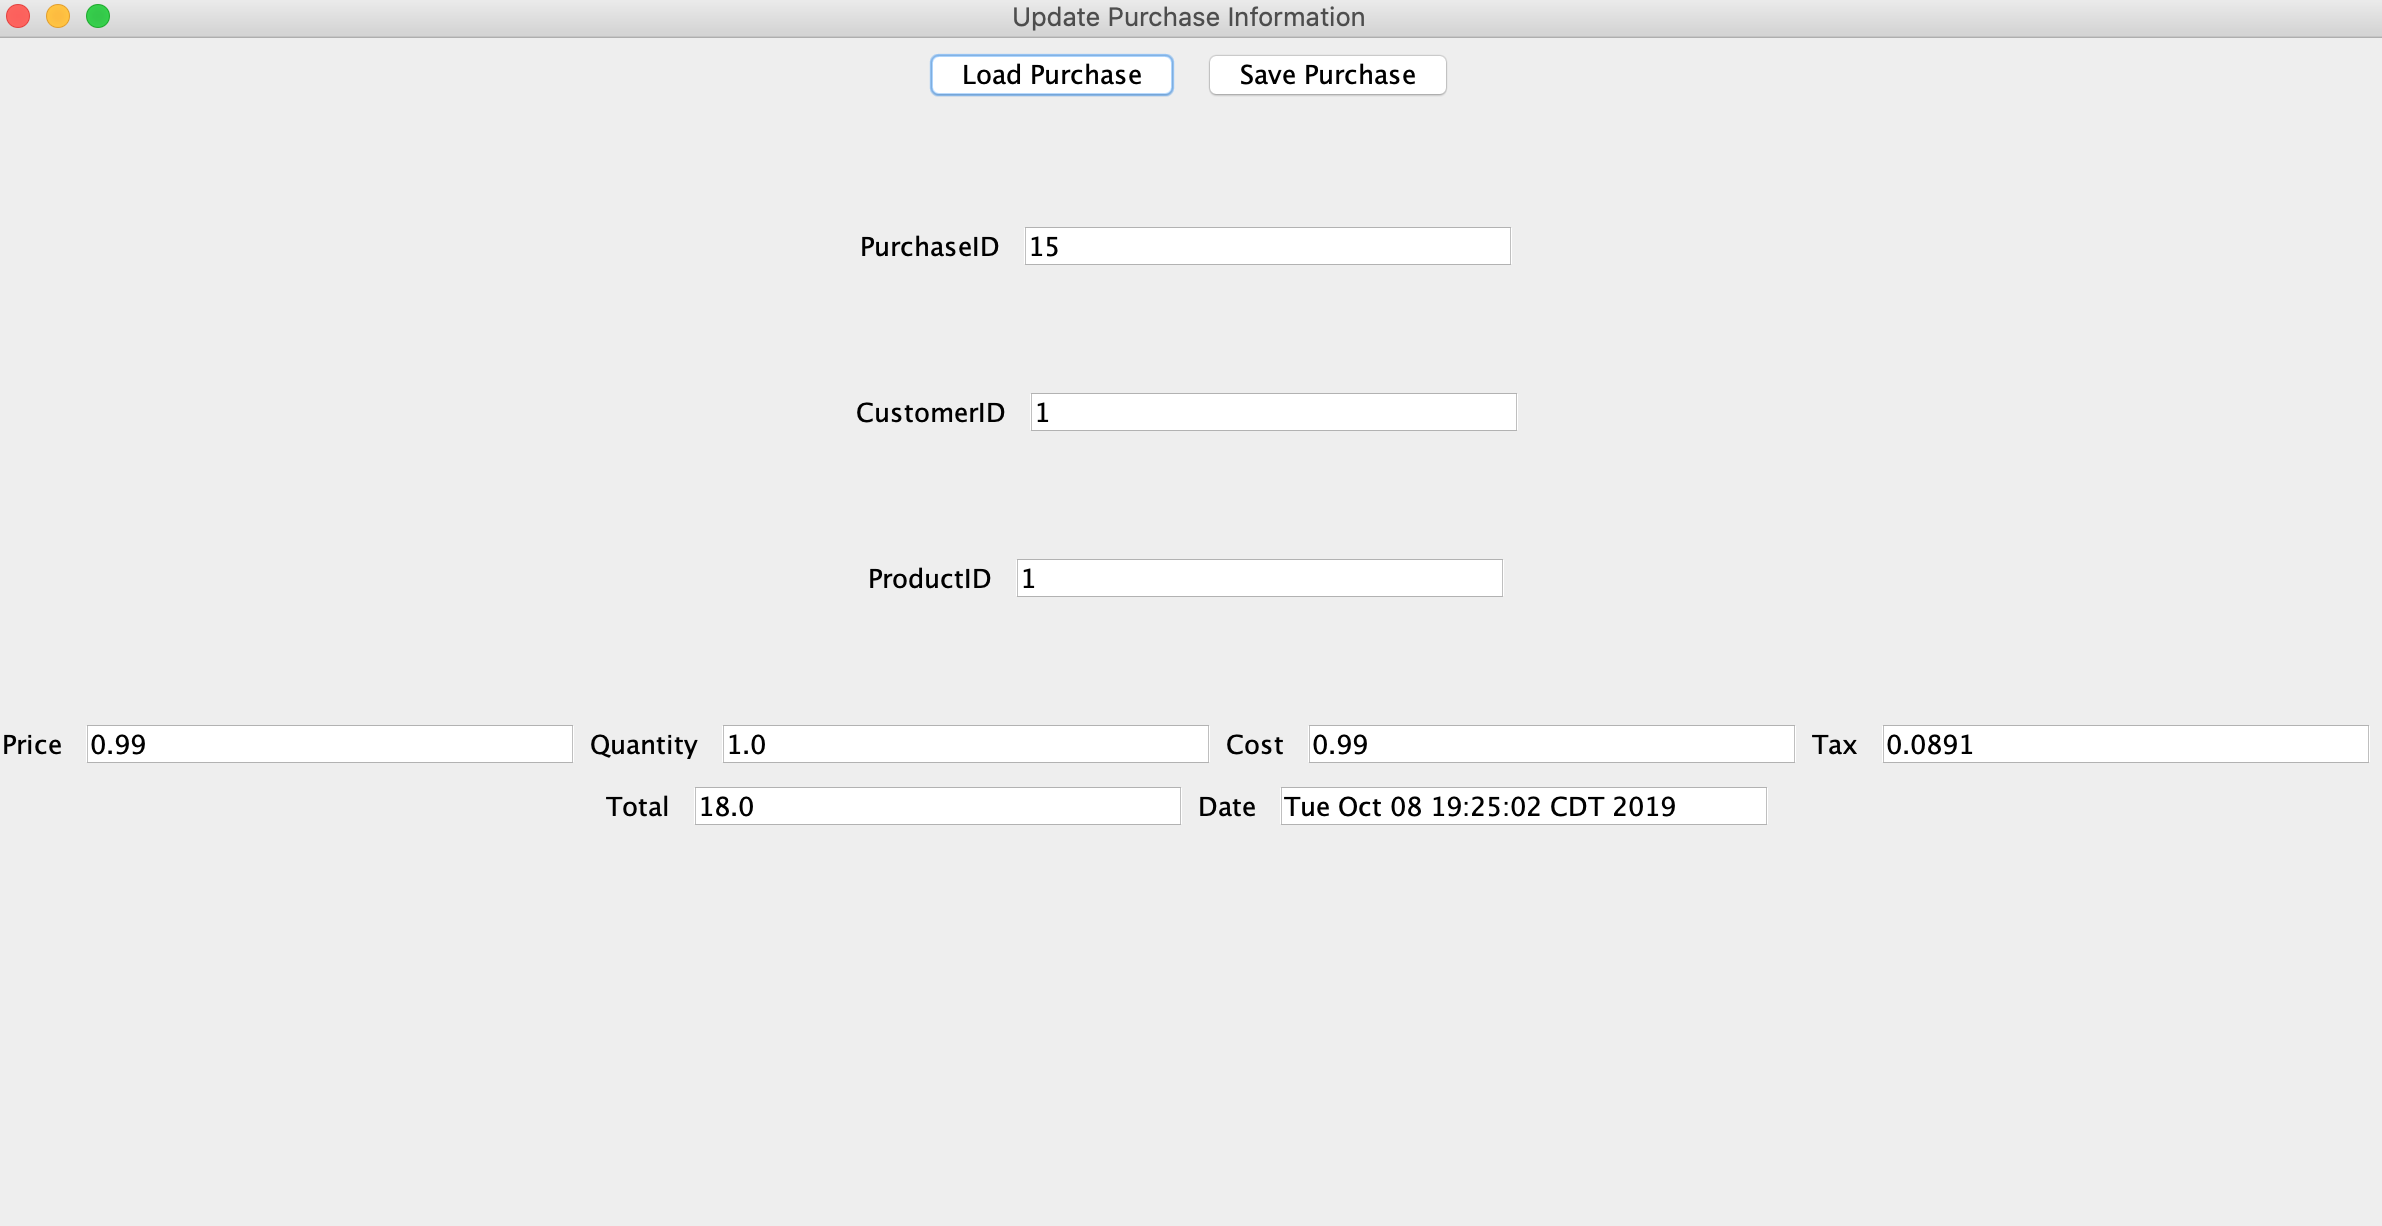 Update Purchase Information
Load Purchase Save Purchase
PurchaseID 15
CustomerID 1
ProductID 1
Price 0.99 Quantity 1.0 Cost 0.99 Tax 0.0891
Total 18.0 Date Tue Oct 08 19:25:02 CDT 2019